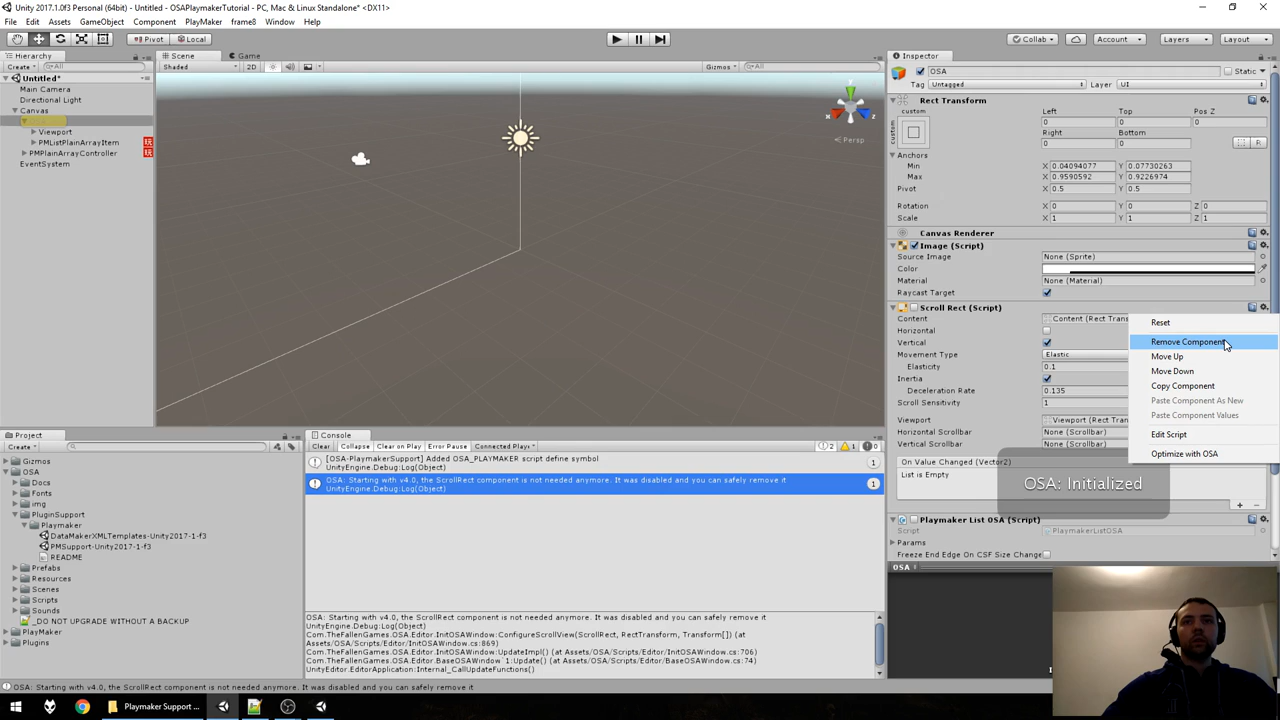 Unity 2017.1.0f3 Personal (64bit) - Untitled - OSAPlaymakerTutorial - PC, Mac & Linux Standalone* <DX11>
File Edit Assets GameObject Component PlayMaker frame8 Window Help
Pivot Local Collab Account Layers Layout
Hierarchy
Create All
Untitled*
Main Camera
Directional Light
Canvas
Viewport
PMListPlainArrayItem
PMPlainArrayController
EventSystem
Scene Game
Shaded 2D Gizmos All
Persp
Inspector
OSA Static
Tag Untagged Layer UI
Rect Transform
custom Left Top Pos Z
custom 0 0 0
Right Bottom
0 0 R
Anchors
Min X 0.04094077 Y 0.07730263
Max X 0.9590592 Y 0.9226974
Pivot X 0.5 Y 0.5
Rotation X 0 Y 0 Z 0
Scale X 1 Y 1 Z 1
Canvas Renderer
Image (Script)
Source Image None (Sprite)
Color
Material None (Material)
Raycast Target
Scroll Rect (Script)
Content Content (Rect Trans
Horizontal
Vertical
Movement Type Elastic
Elasticity 0.1
Inertia
Deceleration Rate 0.135
Scroll Sensitivity 1
Viewport Viewport (Rect Tran
Horizontal Scrollbar None (Scrollbar)
Vertical Scrollbar None (Scrollbar)
On Value Changed (Vector2)
List is Empty
Reset
Remove Component
Move Up
Move Down
Copy Component
Paste Component As New
Paste Component Values
Edit Script
Optimize with OSA
OSA: Initialized
Playmaker List OSA (Script)
Script PlaymakerListOSA
Params
Freeze End Edge On CSF Size Change
OSA
Project
Create
Gizmos
OSA
Docs
Fonts
img
PluginSupport
Playmaker
DataMakerXMLTemplates-Unity2017-1-f3
PMSupport-Unity2017-1-f3
README
Prefabs
Resources
Scenes
Scripts
Sounds
_DO NOT UPGRADE WITHOUT A BACKUP
PlayMaker
Plugins
Console
Clear Collapse Clear on Play Error Pause Connected Player 2 1 0
[OSA-PlaymakerSupport] Added OSA_PLAYMAKER script define symbol
UnityEngine.Debug:Log(Object) 1
OSA: Starting with v4.0, the ScrollRect component is not needed anymore. It was disabled and you can safely remove it
UnityEngine.Debug:Log(Object) 1
OSA: Starting with v4.0, the ScrollRect component is not needed anymore. It was disabled and you can safely remove it
UnityEngine.Debug:Log(Object)
Com.TheFallenGames.OSA.Editor.InitOSAWindow:ConfigureScrollView(ScrollRect, RectTransform, Transform[]) (at
Assets/OSA/Scripts/Editor/InitOSAWindow.cs:869)
Com.TheFallenGames.OSA.Editor.InitOSAWindow:UpdateImpl() (at Assets/OSA/Scripts/Editor/InitOSAWindow.cs:706)
Com.TheFallenGames.OSA.Editor.BaseOSAWindow`1:Update() (at Assets/OSA/Scripts/Editor/BaseOSAWindow.cs:74)
UnityEditor.EditorApplication:Internal_CallUpdateFunctions()
OSA: Starting with v4.0, the ScrollRect component is not needed anymore. It was disabled and you can safely remove it
Playmaker Support ...